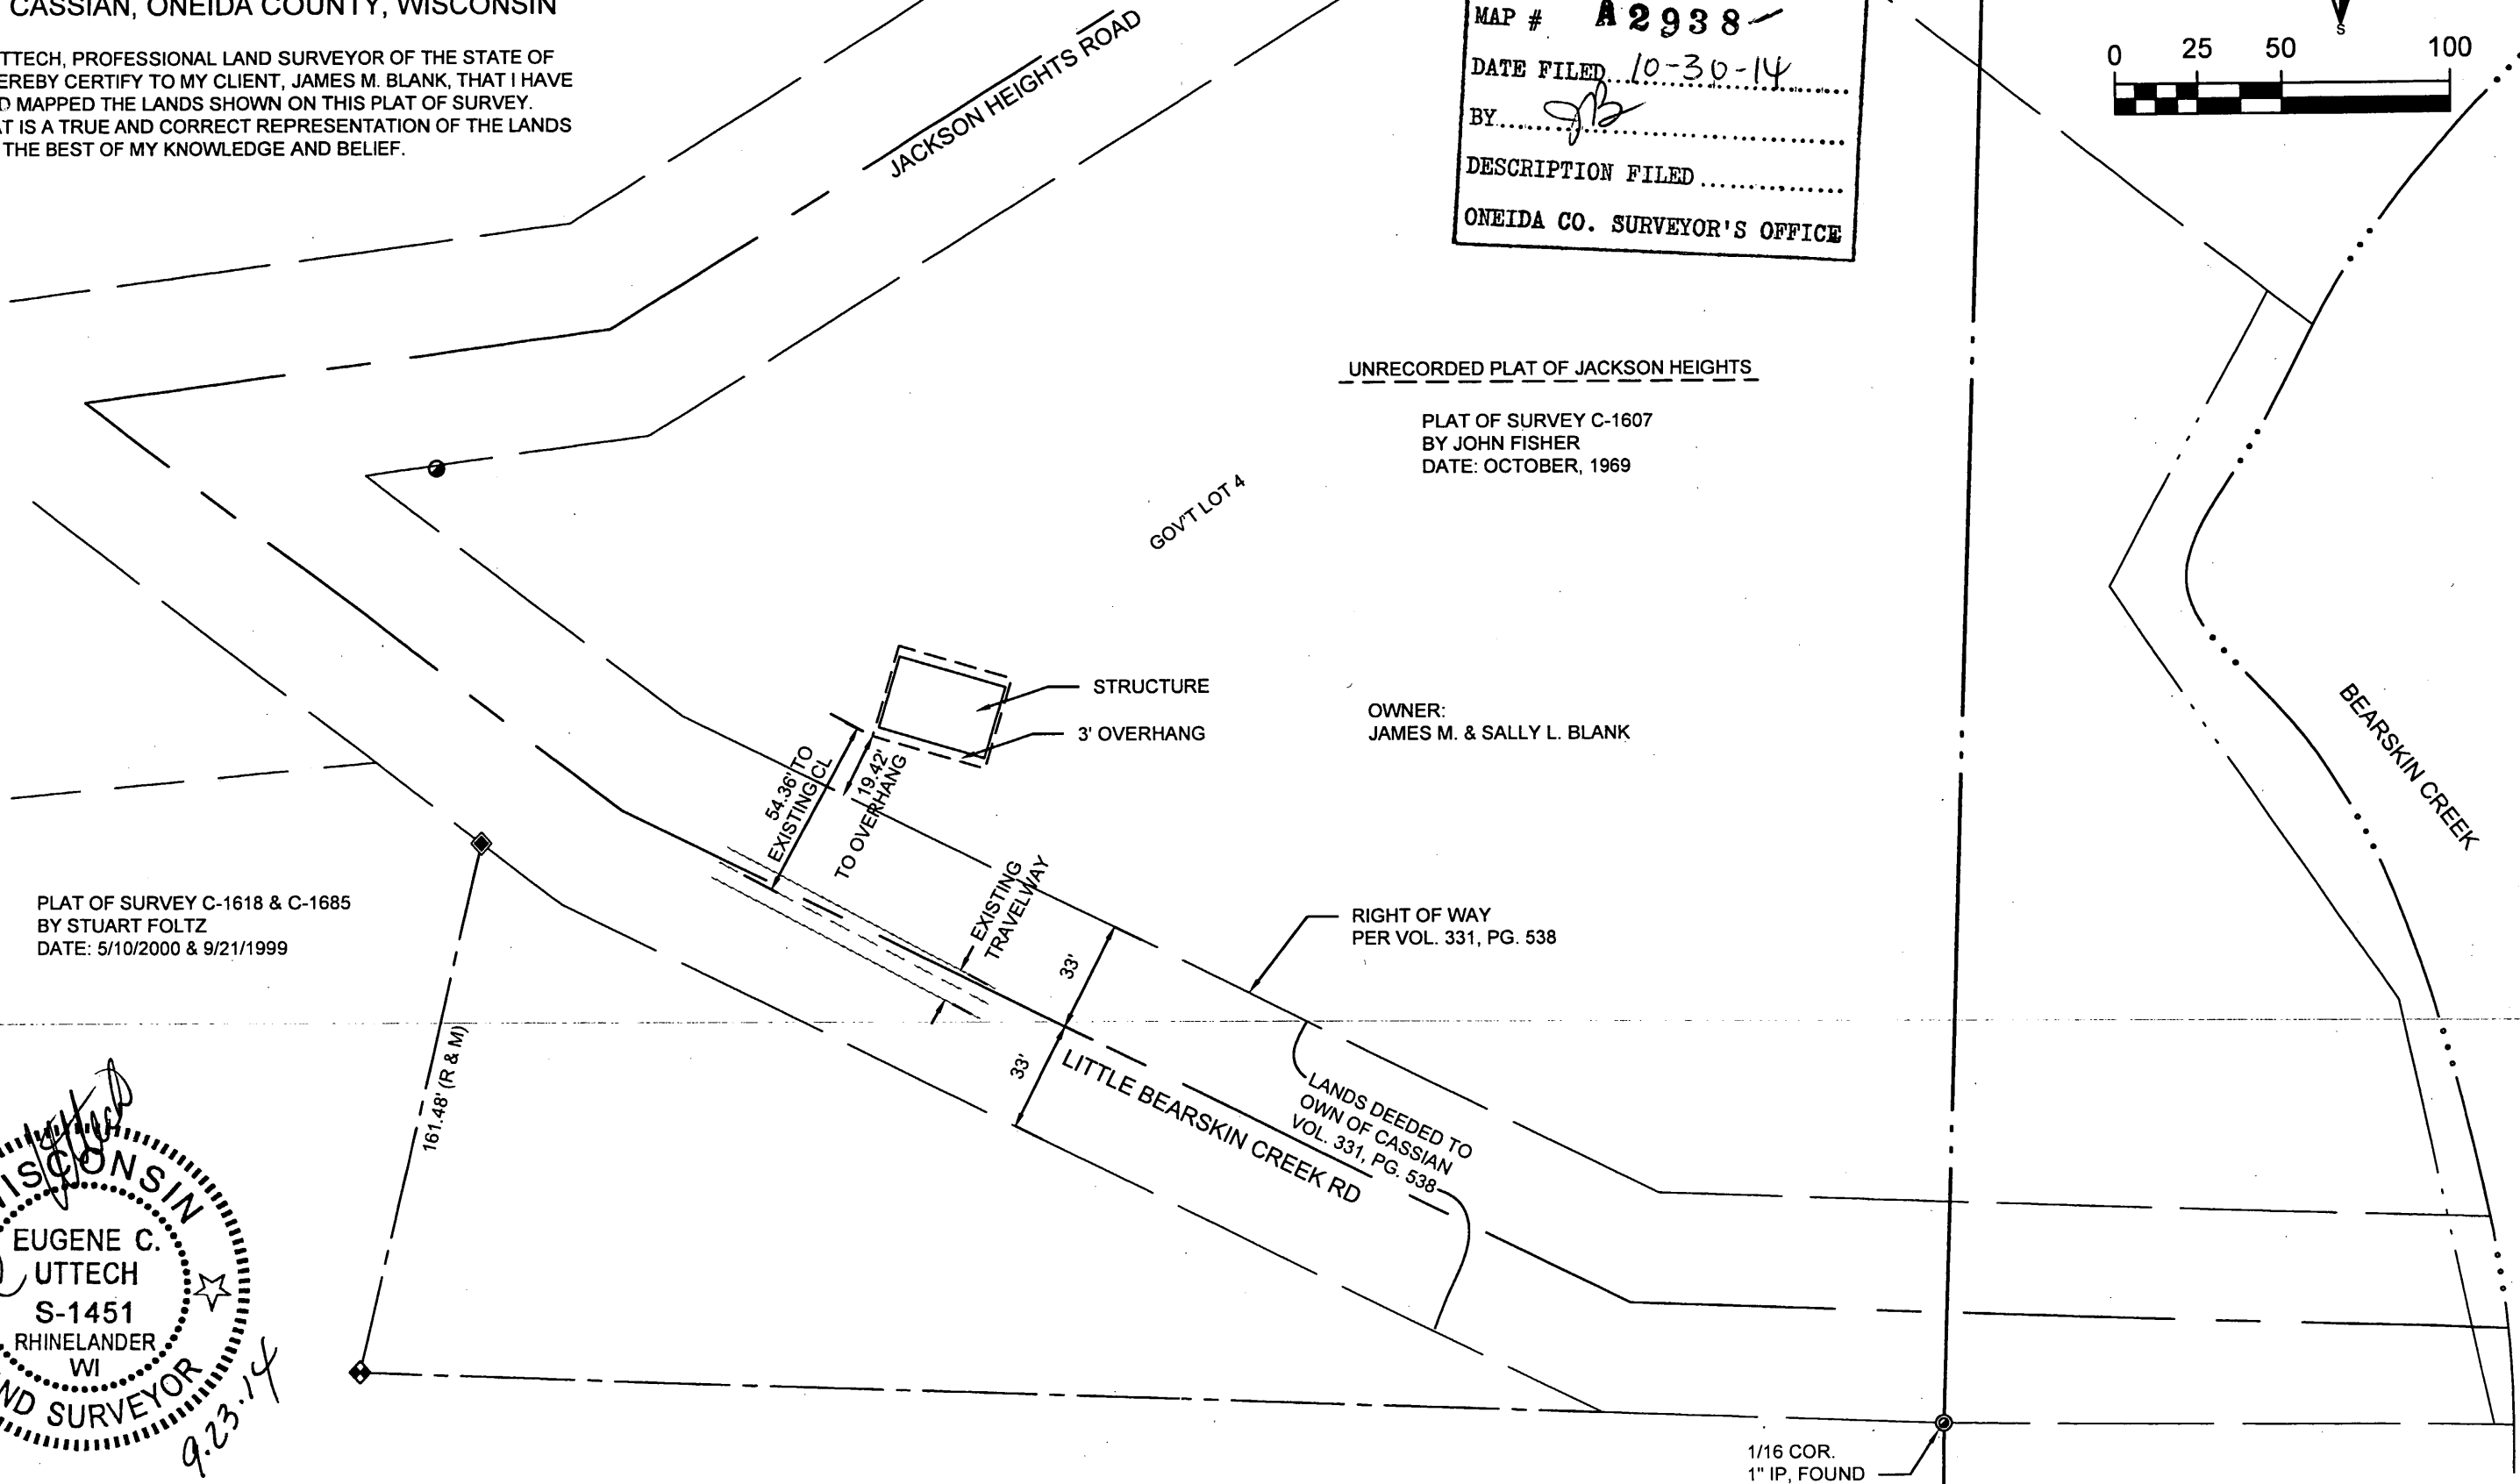 CASSIAN, ONEIDA COUNTY, WISCONSIN
TTECH, PROFESSIONAL LAND SURVEYOR OF THE STATE OF
EREBY CERTIFY TO MY CLIENT, JAMES M. BLANK, THAT I HAVE
D MAPPED THE LANDS SHOWN ON THIS PLAT OF SURVEY.
AT IS A TRUE AND CORRECT REPRESENTATION OF THE LANDS
THE BEST OF MY KNOWLEDGE AND BELIEF.
JACKSON HEIGHTS ROAD
MAP # A2938
DATE FILED...10-30-14
BY
DESCRIPTION FILED
ONEIDA CO. SURVEYOR'S OFFICE
S
0 25 50 100
UNRECORDED PLAT OF JACKSON HEIGHTS
PLAT OF SURVEY C-1607
BY JOHN FISHER
DATE: OCTOBER, 1969
GOV'T LOT 4
STRUCTURE
3' OVERHANG
OWNER:
JAMES M. & SALLY L. BLANK
BEARSKIN CREEK
54.36' TO
EXISTING CL
19.42'
TO OVERHANG
EXISTING
TRAVELWAY
PLAT OF SURVEY C-1618 & C-1685
BY STUART FOLTZ
DATE: 5/10/2000 & 9/21/1999
RIGHT OF WAY
PER VOL. 331, PG. 538
33'
33'
161.48' (R & M)
LITTLE BEARSKIN CREEK RD
LANDS DEEDED TO
OWN OF CASSIAN
VOL. 331, PG. 538
ISCONSIN
EUGENE C.
UTTECH
S-1451
RHINELANDER
WI
ND SURVEYOR
9.23.14
1/16 COR.
1" IP, FOUND